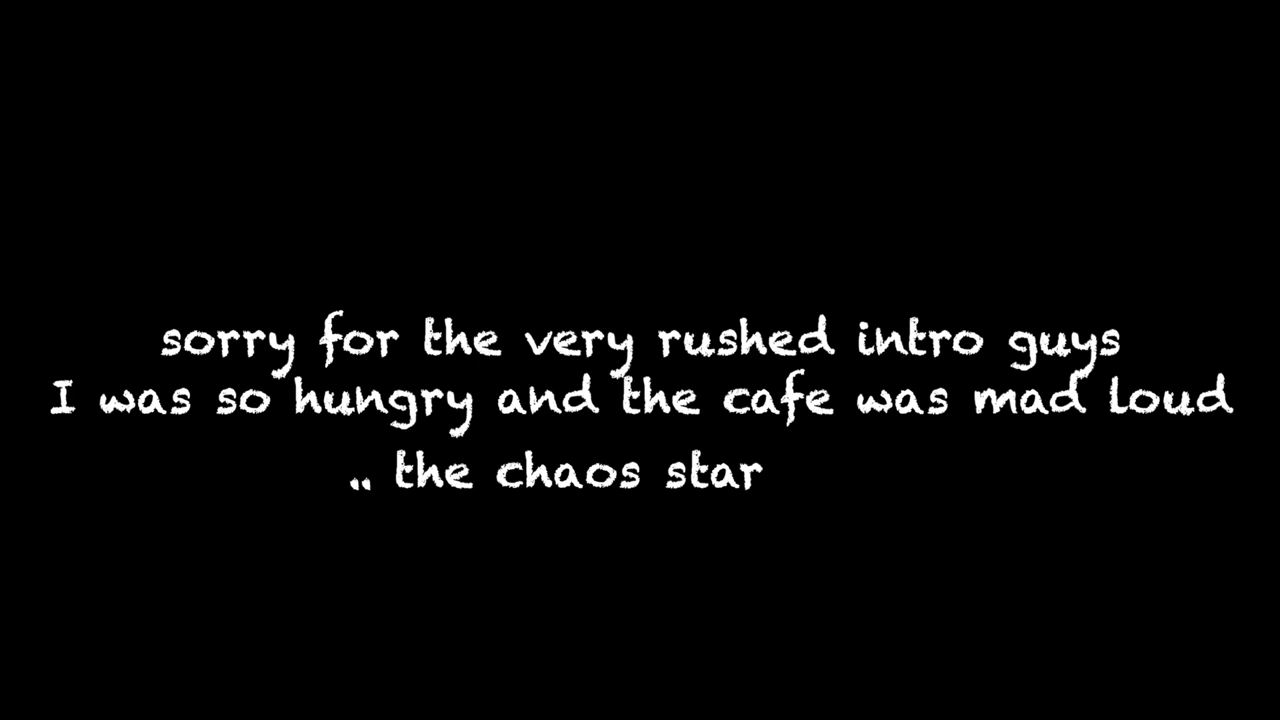 sorry for the very rushed intro guys
I was so hungry and the cafe was mad loud
.. the chaos star